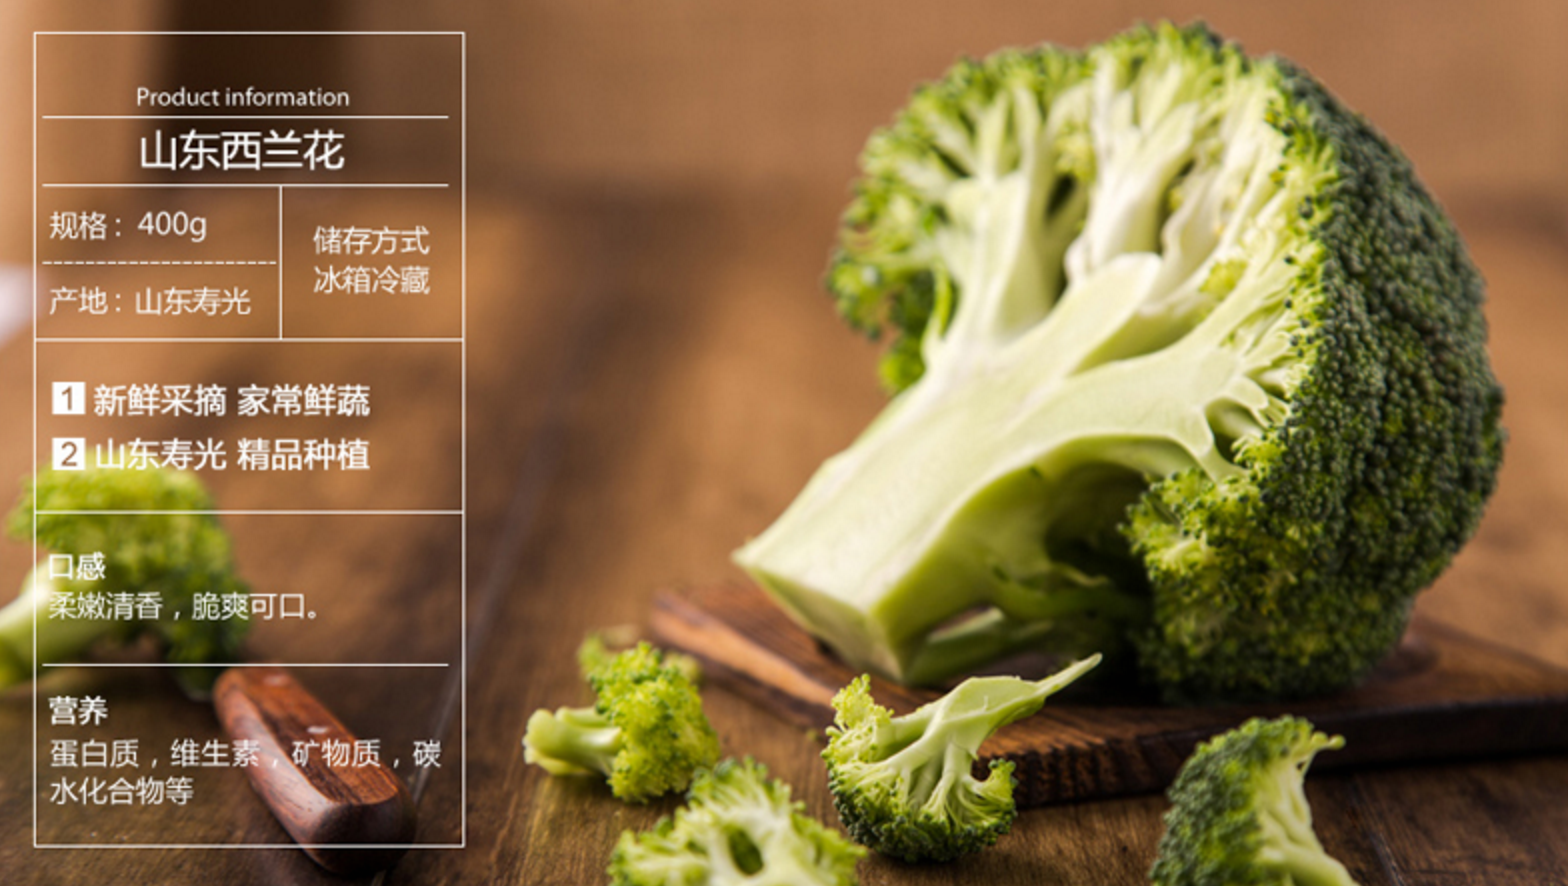 Product information
山东西兰花
规格：400g
产地：山东寿光
储存方式
冰箱冷藏
1 新鲜采摘 家常鲜蔬
2 山东寿光 精品种植
口感
柔嫩清香，脆爽可口。
营养
蛋白质，维生素，矿物质，碳
水化合物等